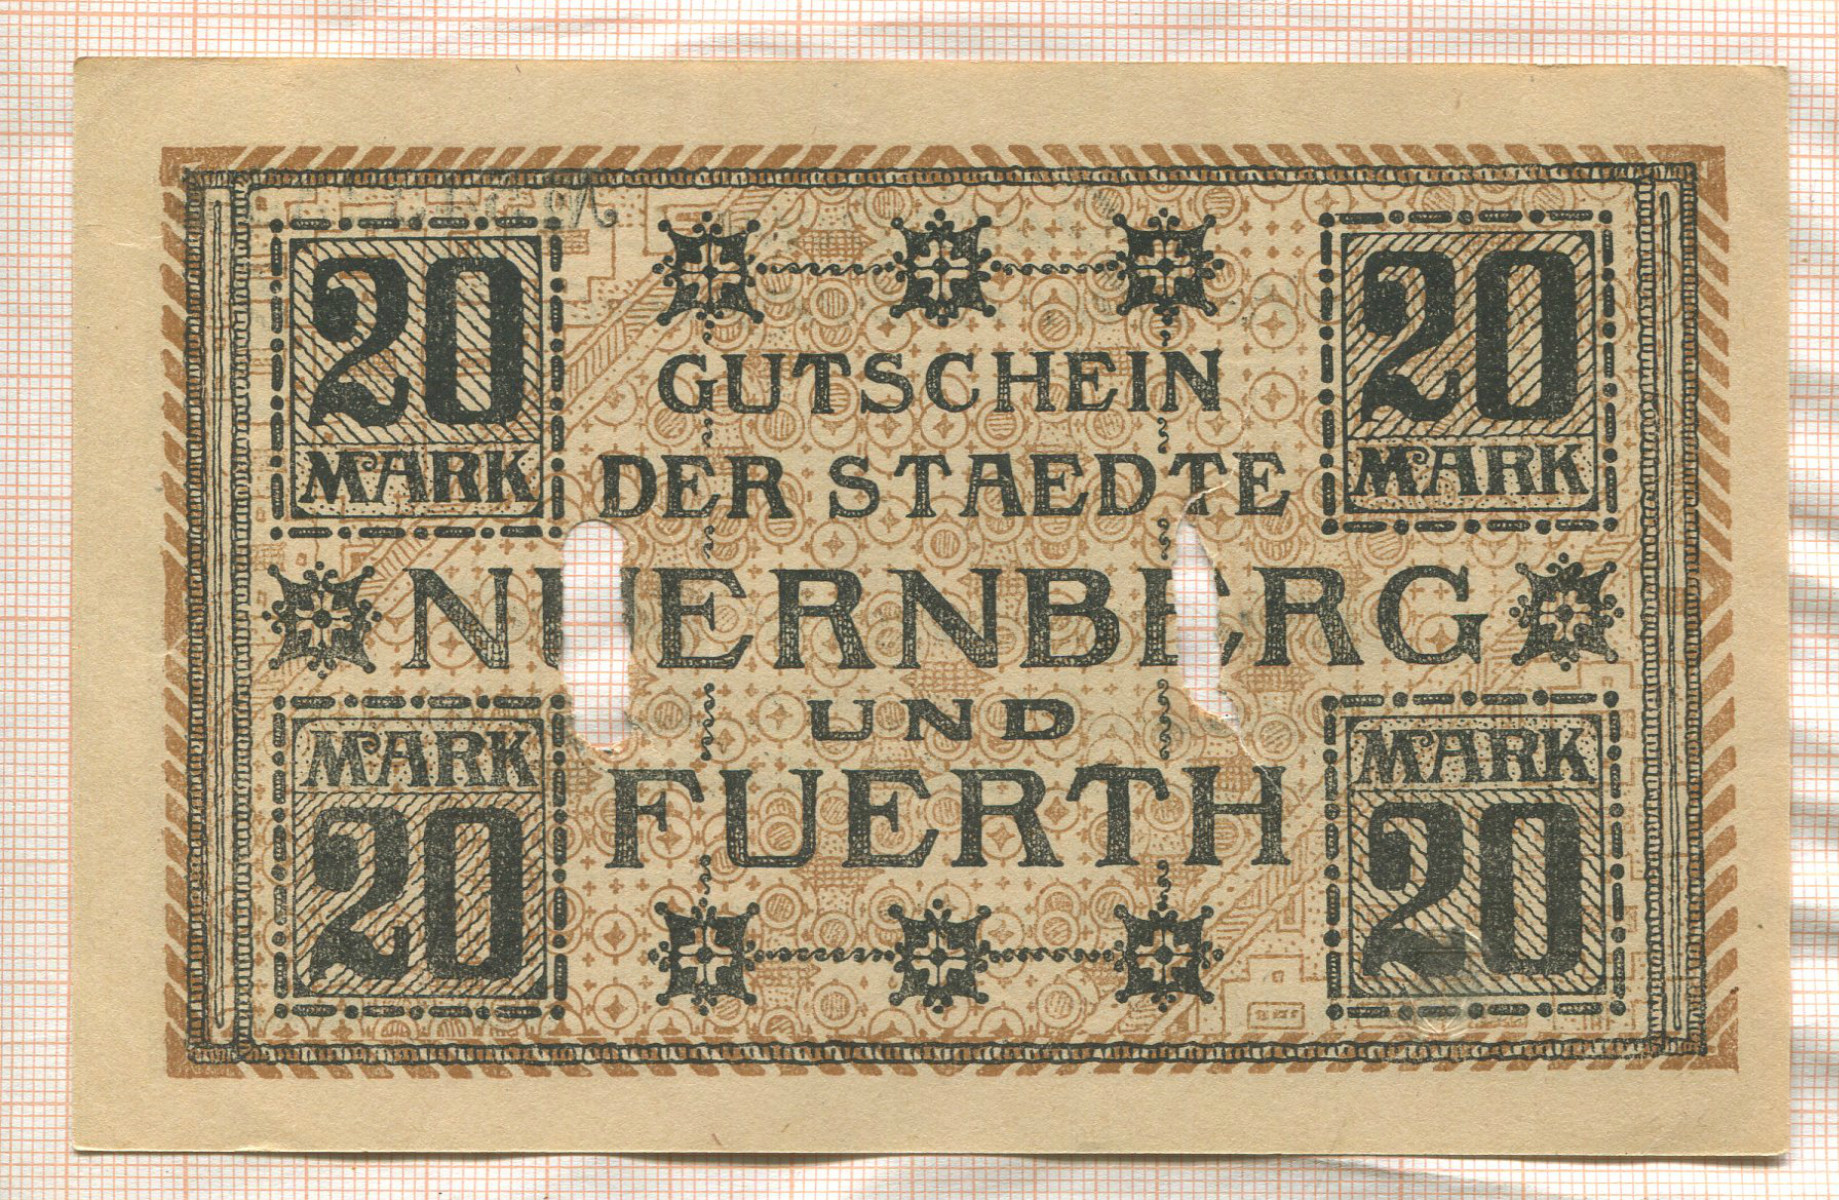 20 MARK
20 MARK
GUTSCHEIN
DER STAEDTE
NUERNBERG
UND
FUERTH
MARK 20
MARK 20